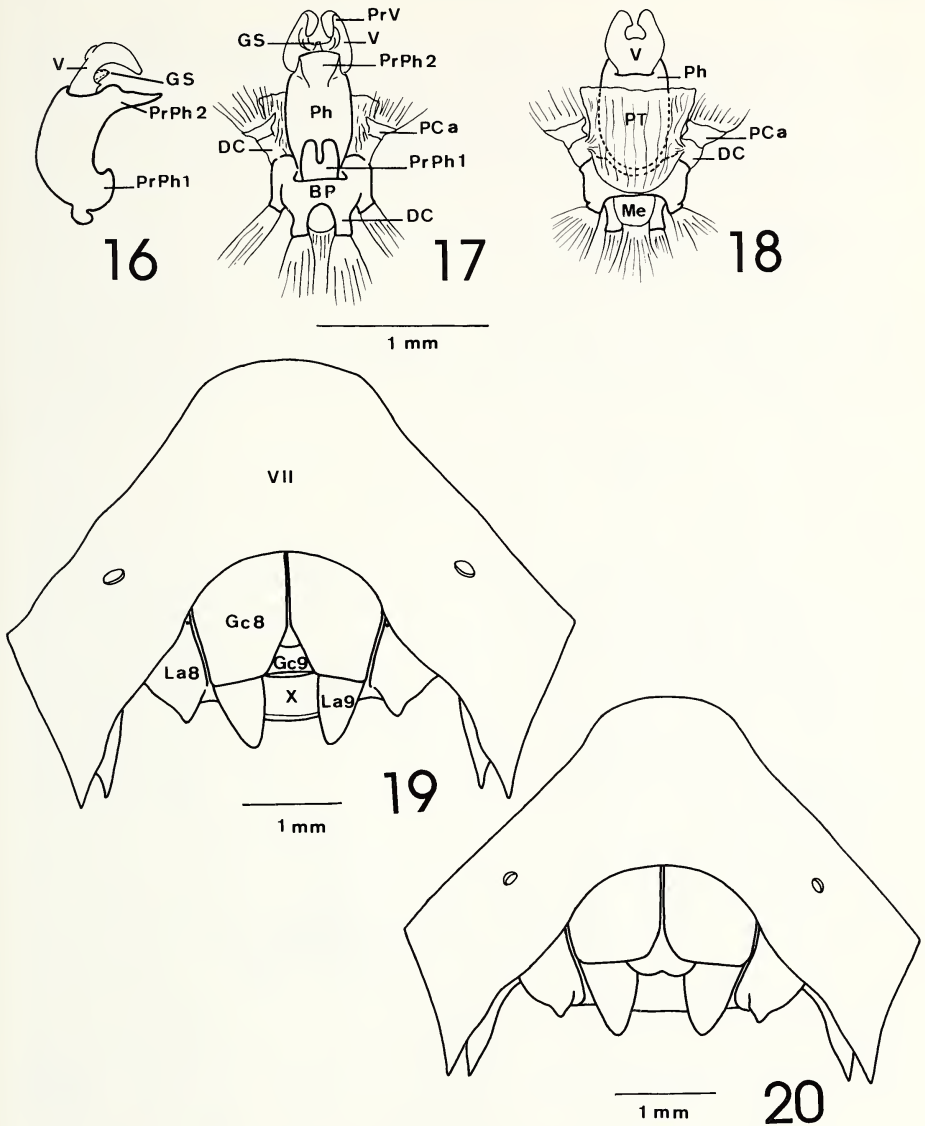 V
GS
PrPh2
PrPh1
16
PrV
GS
V
PrPh2
Ph
PCa
DC
PrPh1
BP
DC
17
V
Ph
PT
PCa
DC
Me
18
1 mm
VII
Gc8
Gc9
La8
X
La9
19
1 mm
20
1 mm